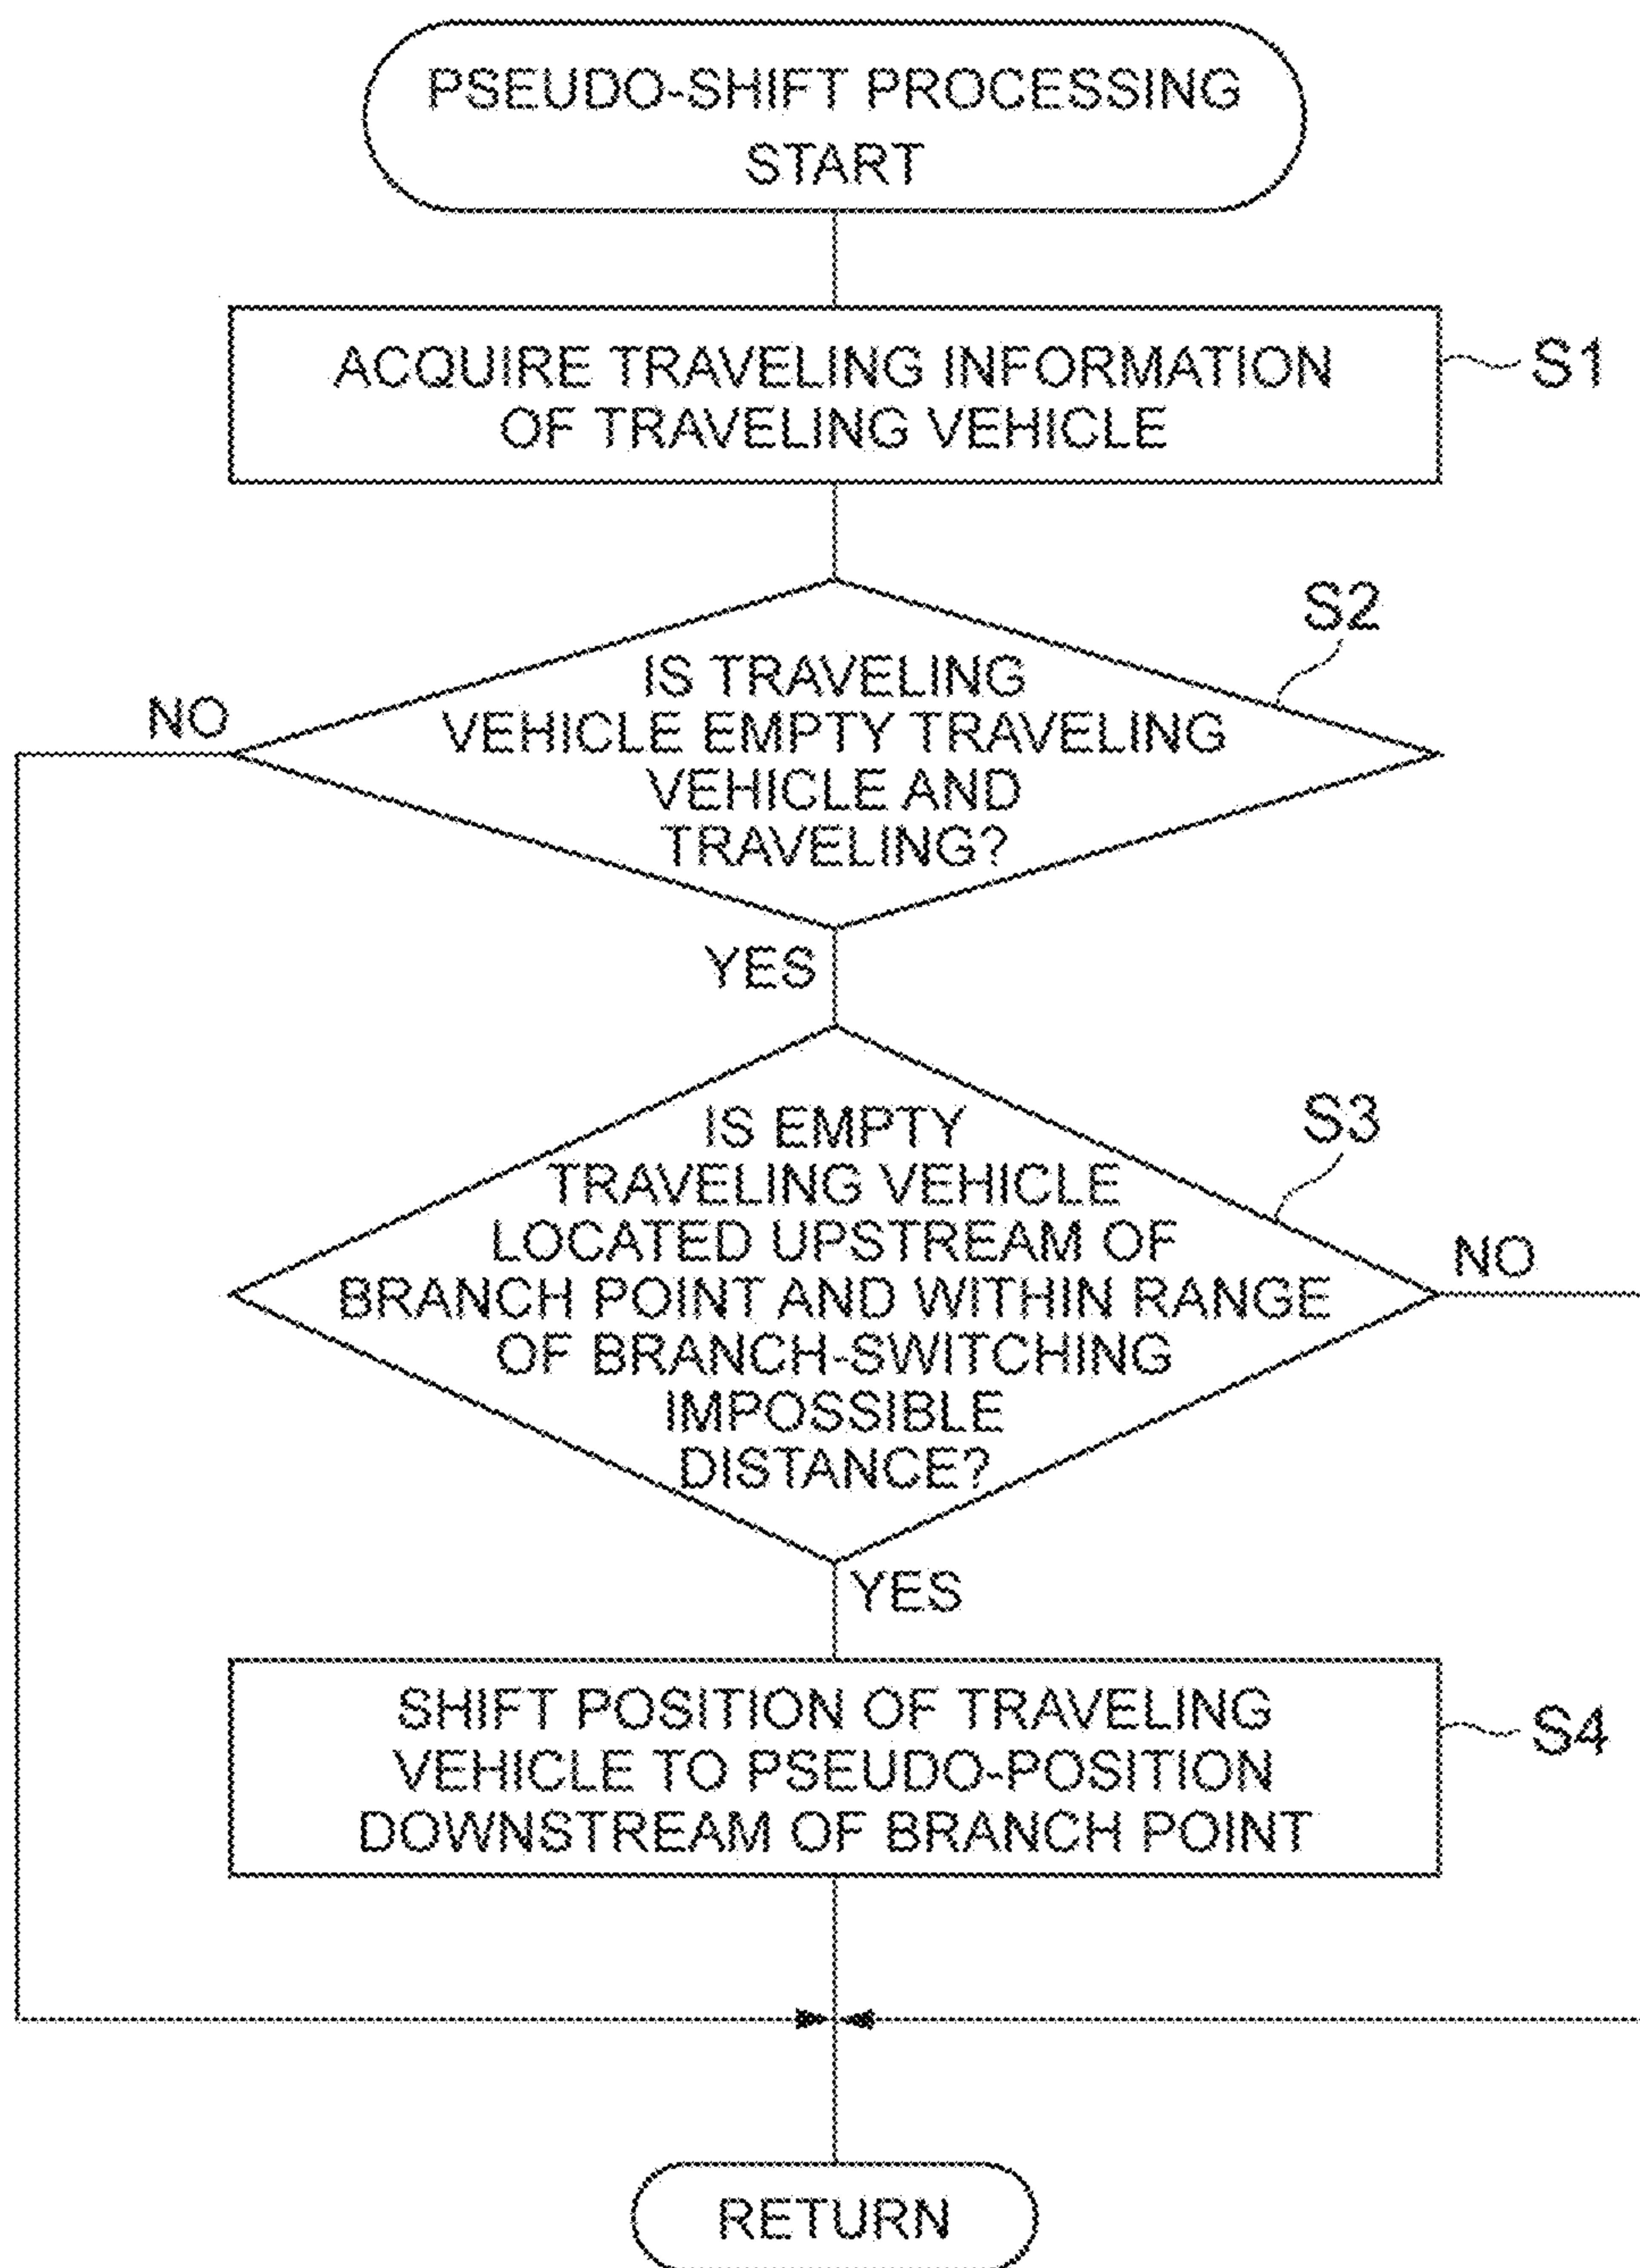 PSEUDO-SHIFT PROCESSING
START
ACQUIRE TRAVELING INFORMATION
OF TRAVELING VEHICLE
S1
S2
IS TRAVELING
VEHICLE EMPTY TRAVELING
VEHICLE AND
TRAVELING?
NO
YES
S3
IS EMPTY
TRAVELING VEHICLE
LOCATED UPSTREAM OF
BRANCH POINT AND WITHIN RANGE
OF BRANCH-SWITCHING
IMPOSSIBLE
DISTANCE?
NO
YES
SHIFT POSITION OF TRAVELING
VEHICLE TO PSEUDO-POSITION
DOWNSTREAM OF BRANCH POINT
S4
RETURN